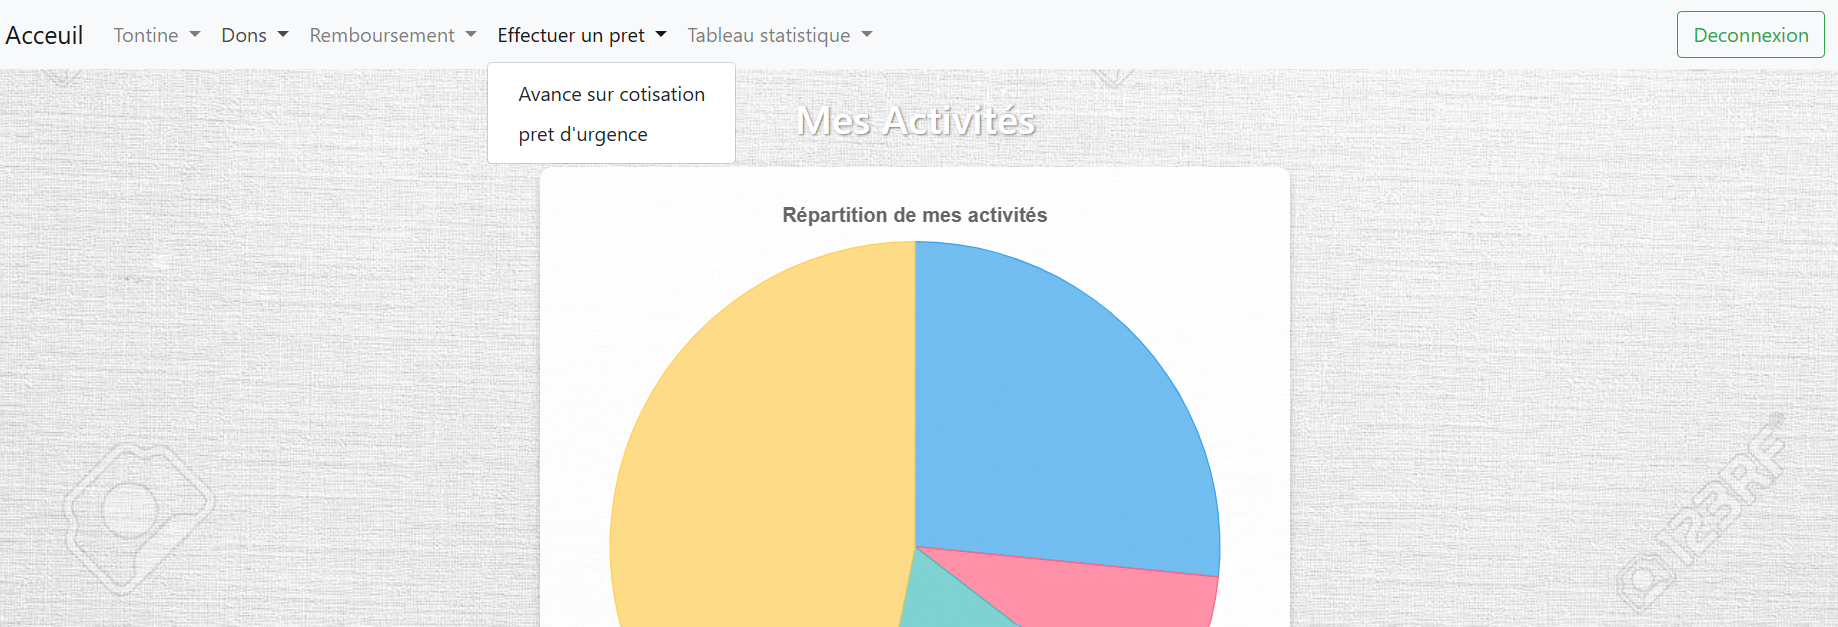 Acceuil Tontine Dons Remboursement Effectuer un pret Tableau statistique Deconnexion
Avance sur cotisation
pret d'urgence
Mes Activités
Répartition de mes activités
123RF®